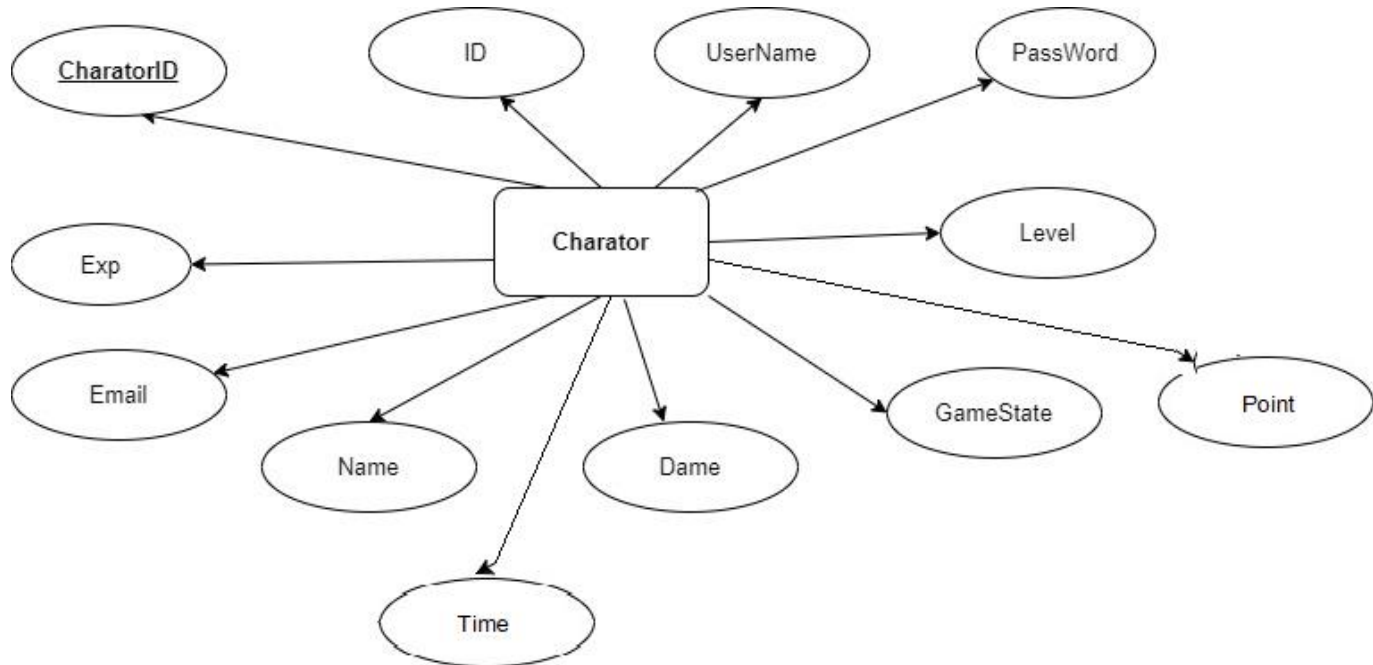 CharatorID
ID
UserName
PassWord
Charator
Level
Exp
Email
Name
Dame
GameState
Point
Time